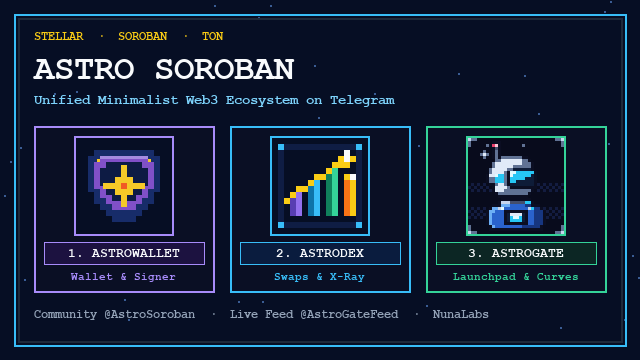 STELLAR · SOROBAN · TON
ASTRO SOROBAN
Unified Minimalist Web3 Ecosystem on Telegram
1. ASTROWALLET
Wallet & Signer
2. ASTRODEX
Swaps & X-Ray
3. ASTROGATE
Launchpad & Curves
Community @AstroSoroban · Live Feed @AstroGateFeed · NunaLabs